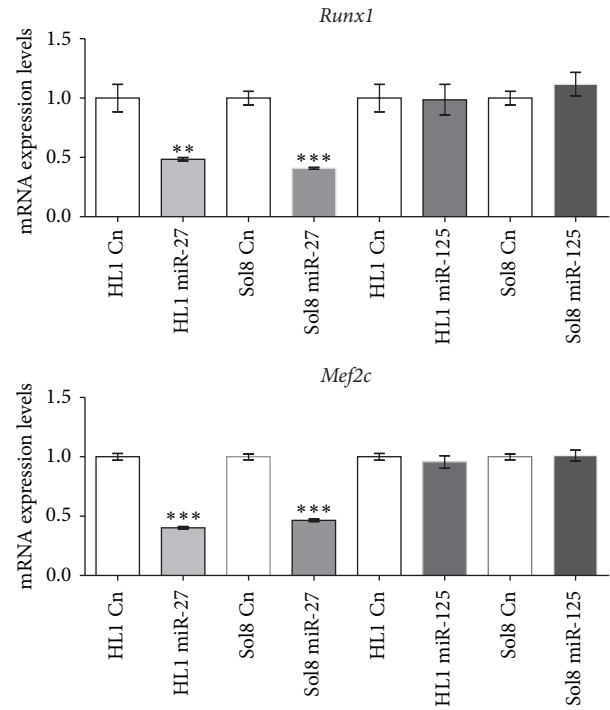 Runx1
mRNA expression levels
1.5
1.0
0.5
0.0
** ***
HL1 Cn
HL1 miR-27
Sol8 Cn
Sol8 miR-27
HL1 Cn
HL1 miR-125
Sol8 Cn
Sol8 miR-125
Mef2c
mRNA expression levels
1.5
1.0
0.5
0.0
*** ***
HL1 Cn
HL1 miR-27
Sol8 Cn
Sol8 miR-27
HL1 Cn
HL1 miR-125
Sol8 Cn
Sol8 miR-125